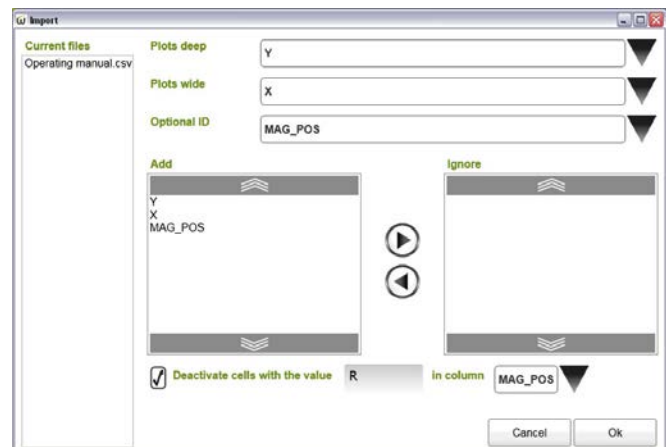 Import
Current files
Operating manual.csv
Plots deep
Y
Plots wide
X
Optional ID
MAG_POS
Add
Ignore
Y
X
MAG_POS
Deactivate cells with the value R in column MAG_POS
Cancel Ok